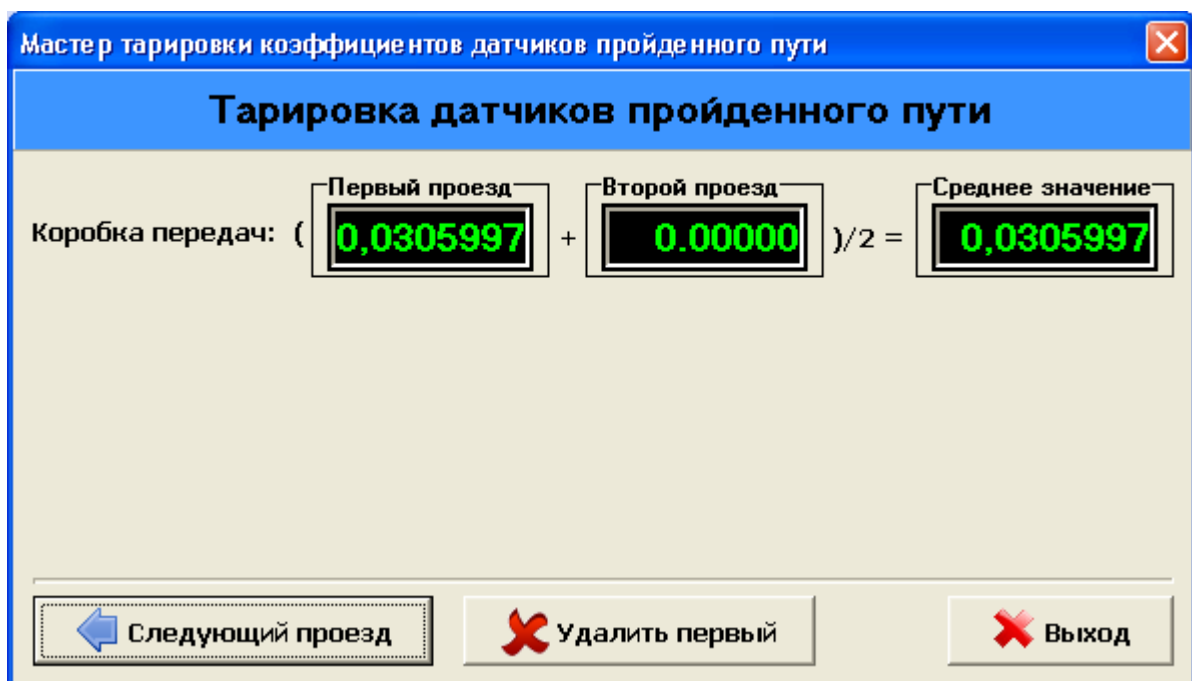 Мастер тарировки коэффициентов датчиков пройденного пути
Тарировка датчиков пройденного пути
Первый проезд Второй проезд Среднее значение
Коробка передач: ( 0,0305997 + 0.00000 )/2 = 0,0305997
Следующий проезд Удалить первый Выход